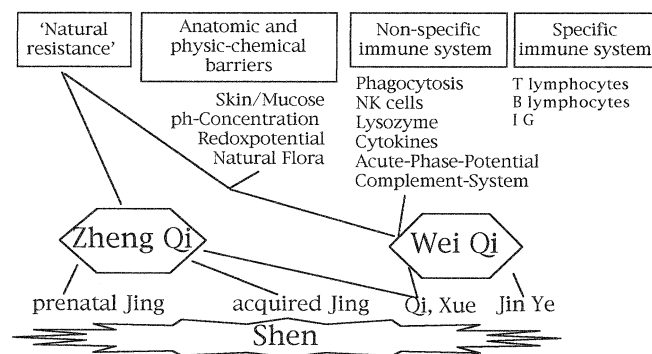 'Natural
resistance'
Anatomic and
physic-chemical
barriers
Non-specific
immune system
Specific
immune system
Skin/Mucose
ph-Concentration
Redoxpotential
Natural Flora
Phagocytosis
NK cells
Lysozyme
Cytokines
Acute-Phase-Potential
Complement-System
T lymphocytes
B lymphocytes
I G
Zheng Qi
Wei Qi
prenatal Jing
acquired Jing
Qi, Xue
Jin Ye
Shen